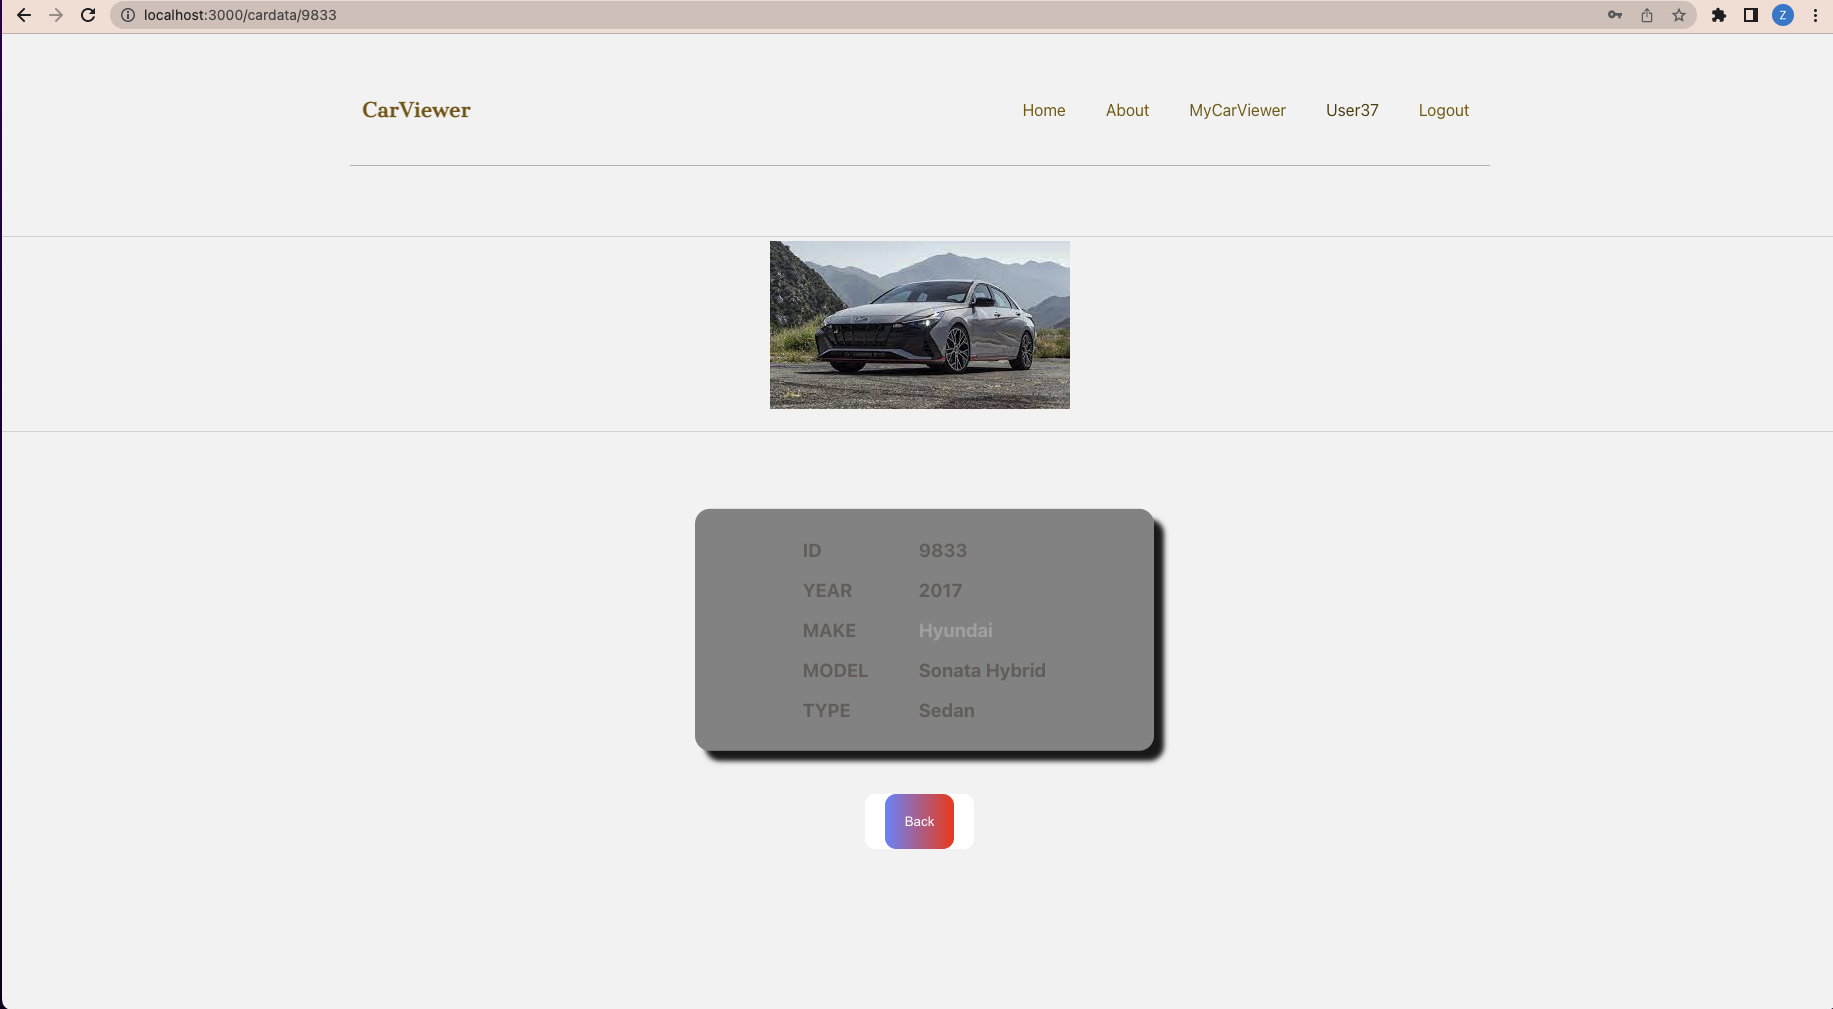 localhost:3000/cardata/9833
Z
CarViewer
Home About MyCarViewer User37 Logout
ID 9833
YEAR 2017
MAKE Hyundai
MODEL Sonata Hybrid
TYPE Sedan
Back